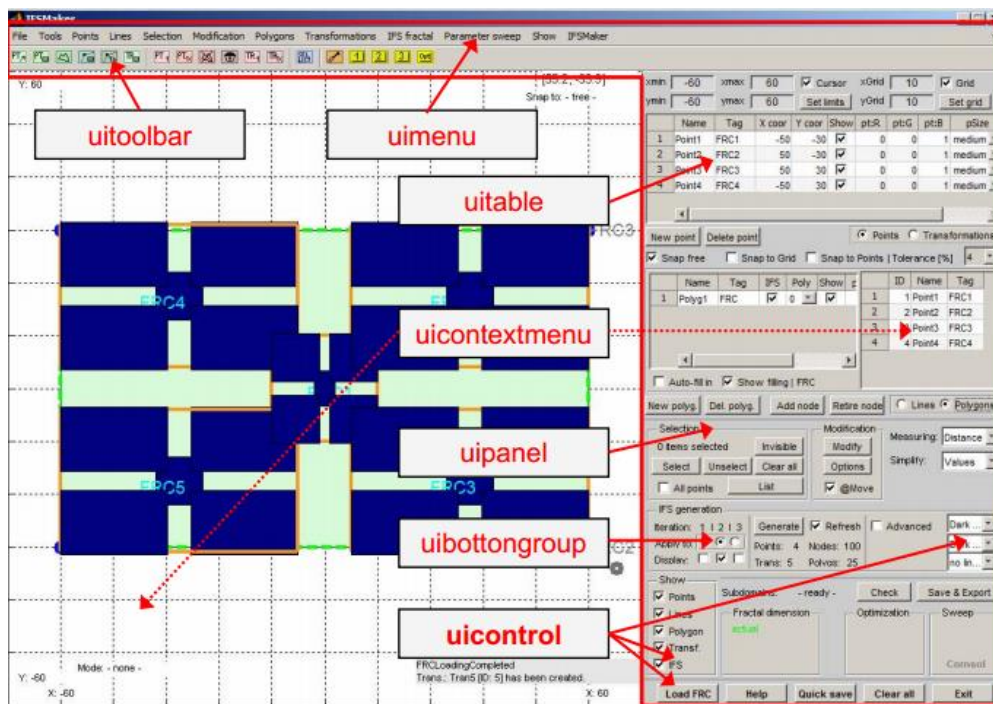 IFSMaker
File Tools Points Lines Selection Modification Polygons Transformations IFS fractal Parameter sweep Show IFSMaker
Y: 60
Snap to: - free -
uitoolbar
uimenu
uitable
uicontextmenu
uipanel
uibottongroup
uicontrol
FRC3
FRC4
FRC5
FRC3
Mode: - none -
Y: -60
X: -60
FRCLoadingCompleted
Trans.: Tran5 [ID: 5] has been created.
X: 60
xmin -60 xmax 60 Cursor xGrid 10 Grid
ymin -60 ymax 60 Set limits yGrid 10 Set grid
Name Tag X coor Y coor Show pt:R pt:G pt:B pSize
1 Point1 FRC1 -50 -30 0 0 1 medium
2 Point2 FRC2 50 -30 0 0 1 medium
3 Point3 FRC3 50 30 0 0 1 medium
4 Point4 FRC4 -50 30 0 0 1 medium
New point Delete point Points Transformations
Snap free Snap to Grid Snap to Points | Tolerance [%] 4
Name Tag IFS Poly Show
1 Polyg1 FRC 0
ID Name Tag
1 1 Point1 FRC1
2 2 Point2 FRC2
3 Point3 FRC3
4 4 Point4 FRC4
Auto-fill in Show filling | FRC
New polyg. Del. polyg. Add node Retire node Lines Polygons
Selection
0 items selected Invisible
Select Unselect Clear all
All points List
Modification
Modify
Options
@Move
Measuring: Distance
Simplify: Values
IFS generation
Iteration: 1 | 2 | 3 Generate Refresh Advanced Dark ...
Apply to: Points: 4 Nodes: 100
Display: Trans: 5 Polyos: 25 no lin...
Show
Points
Lines
Polygon
Transf.
IFS
Subdomains: - ready - Check Save & Export
Fractal dimension
actual
Optimization
Sweep
Comsol
Load FRC Help Quick save Clear all Exit